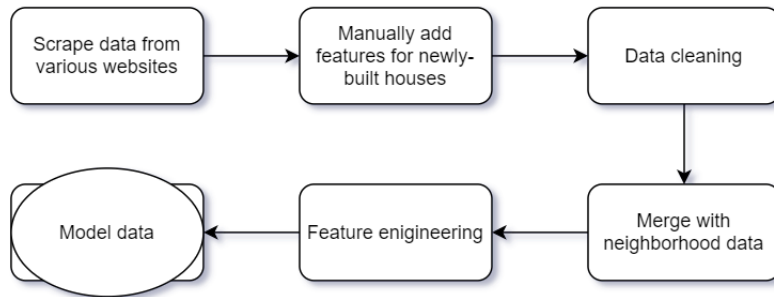 Scrape data from
various websites
Manually add
features for newly-
built houses
Data cleaning
Model data
Feature enigineering
Merge with
neighborhood data